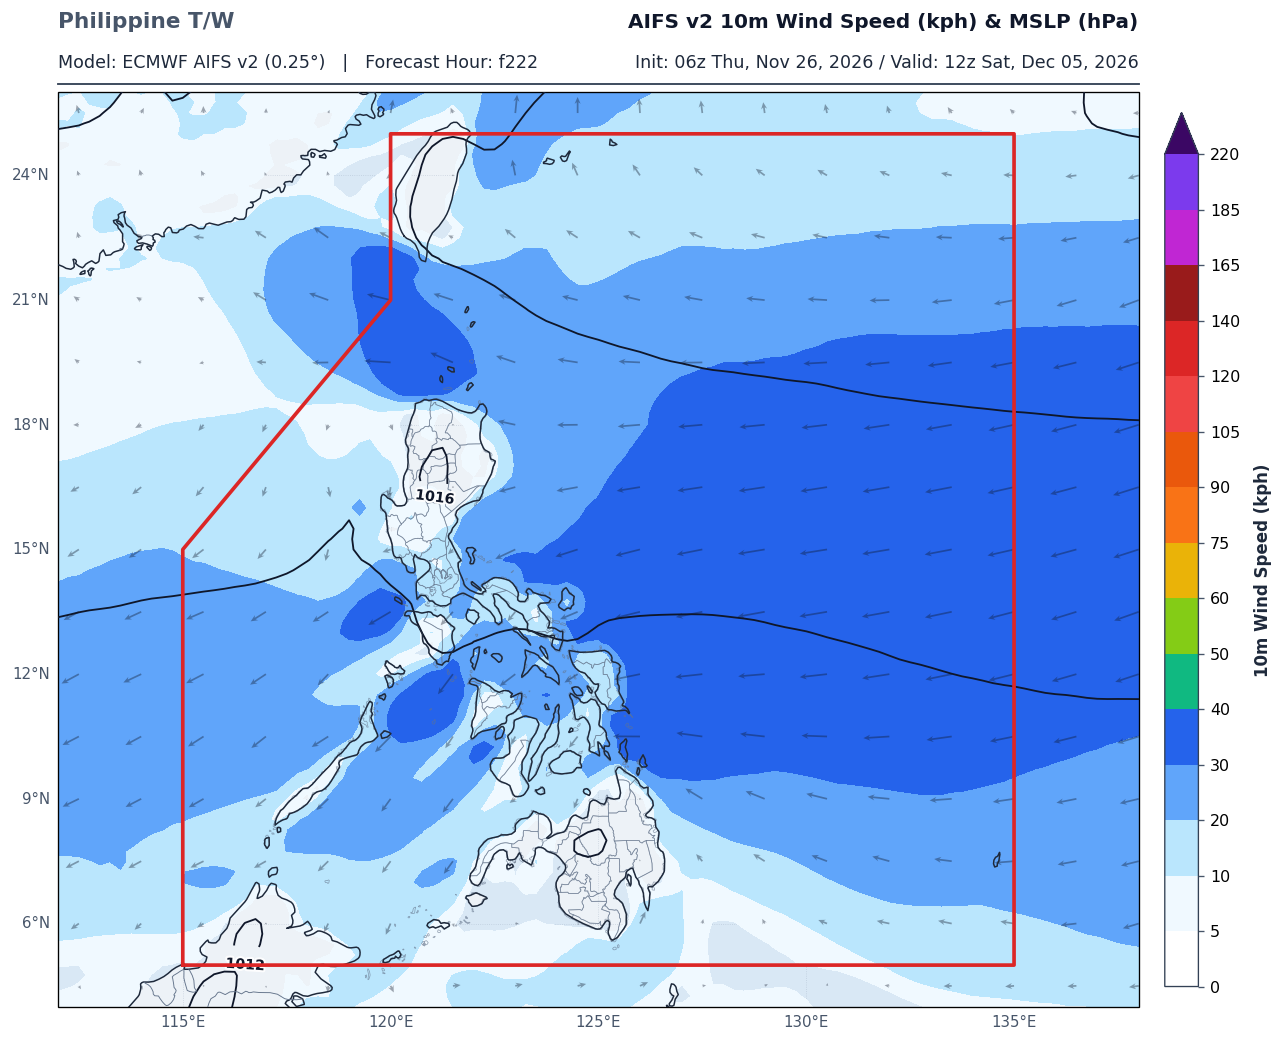 Philippine T/W
AIFS v2 10m Wind Speed (kph) & MSLP (hPa)
Model: ECMWF AIFS v2 (0.25°) | Forecast Hour: f222
Init: 06z Thu, Nov 26, 2026 / Valid: 12z Sat, Dec 05, 2026
24°N
21°N
18°N
15°N
12°N
9°N
6°N
1016
1012
115°E
120°E
125°E
130°E
135°E
220
185
165
140
120
105
90
75
60
50
40
30
20
10
5
0
10m Wind Speed (kph)